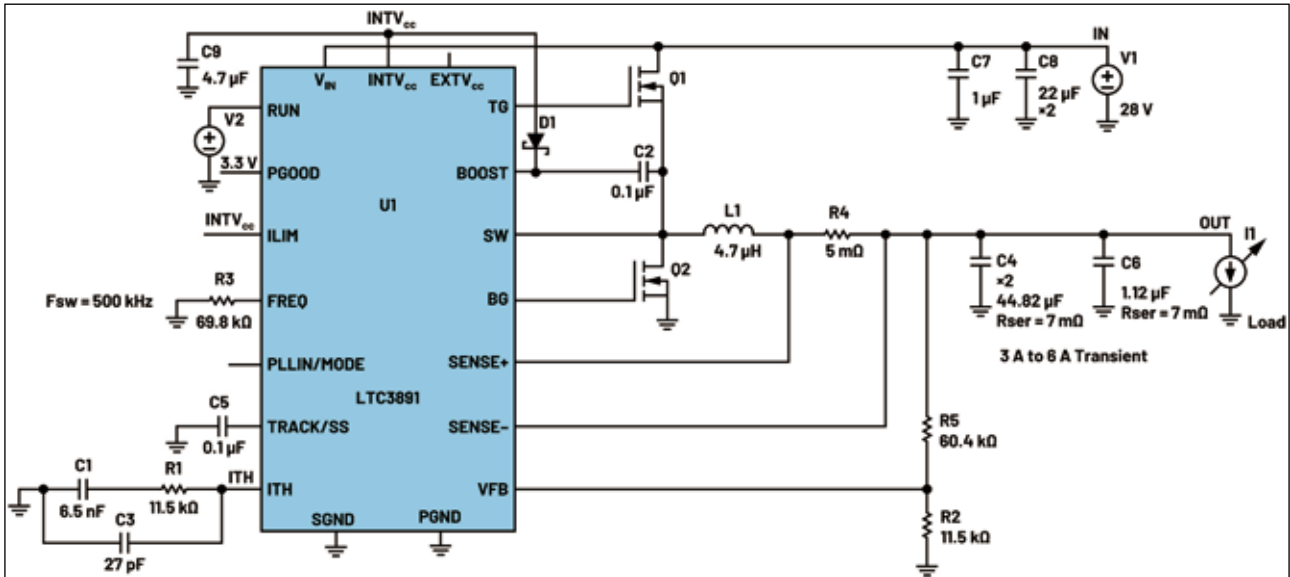 INTVcc
C9
4.7 µF
VIN
INTVcc
EXTVcc
IN
C7
1 µF
C8
22 µF
×2
V1
28 V
RUN
V2
3.3 V
PGOOD
TG
Q1
D1
C2
0.1 µF
BOOST
U1
INTVcc
ILIM
SW
L1
4.7 µH
R4
5 mΩ
OUT
I1
Load
Q2
C4
×2
44.82 µF
Rser = 7 mΩ
C6
1.12 µF
Rser = 7 mΩ
3 A to 6 A Transient
Fsw = 500 kHz
R3
69.8 kΩ
FREQ
BG
PLLIN/MODE
SENSE+
LTC3891
C5
0.1 µF
TRACK/SS
SENSE–
R5
60.4 kΩ
C1
6.5 nF
R1
11.5 kΩ
ITH
ITH
VFB
C3
27 pF
SGND
PGND
R2
11.5 kΩ